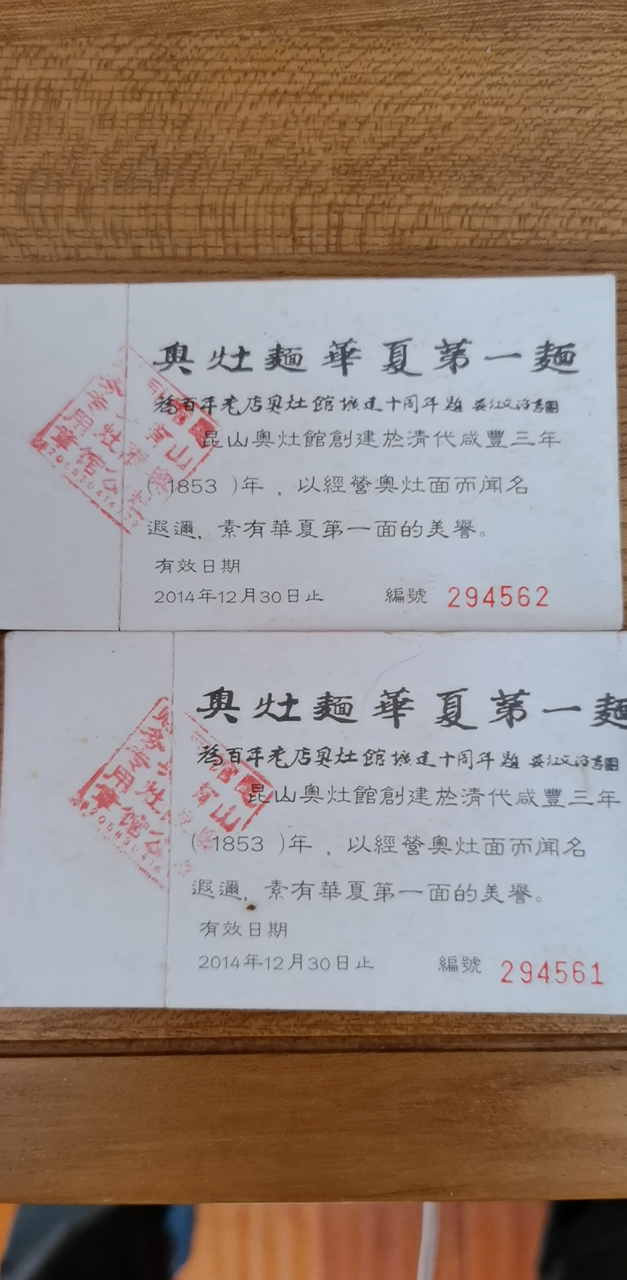 奥灶麵華夏第一麵
為百年老店奥灶館擴建十周年題
昆山奥灶館創建於清代咸豐三年
（1853 ）年 ，以經營奥灶面而闻名
遐邇，素有華夏第一面的美譽。
有效日期
2014年12月30日止 編號 294562
奥灶麵華夏第一麵
為百年老店奥灶館擴建十周年題
昆山奥灶館創建於清代咸豐三年
（1853 ）年 ，以經營奥灶面而闻名
遐邇，素有華夏第一面的美譽。
有效日期
2014年12月30日止 編號 294561